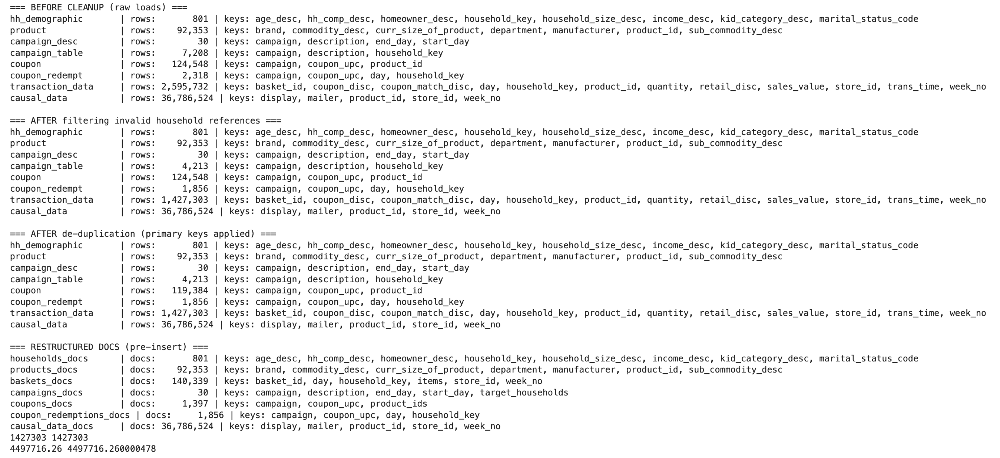 === BEFORE CLEANUP (raw loads) ===
hh_demographic       | rows:       801 | keys: age_desc, hh_comp_desc, homeowner_desc, household_key, household_size_desc, income_desc, kid_category_desc, marital_status_code
product              | rows:    92,353 | keys: brand, commodity_desc, curr_size_of_product, department, manufacturer, product_id, sub_commodity_desc
campaign_desc        | rows:        30 | keys: campaign, description, end_day, start_day
campaign_table       | rows:     7,208 | keys: campaign, description, household_key
coupon               | rows:   124,548 | keys: campaign, coupon_upc, product_id
coupon_redempt       | rows:     2,318 | keys: campaign, coupon_upc, day, household_key
transaction_data     | rows: 2,595,732 | keys: basket_id, coupon_disc, coupon_match_disc, day, household_key, product_id, quantity, retail_disc, sales_value, store_id, trans_time, week_no
causal_data          | rows: 36,786,524 | keys: display, mailer, product_id, store_id, week_no

=== AFTER filtering invalid household references ===
hh_demographic       | rows:       801 | keys: age_desc, hh_comp_desc, homeowner_desc, household_key, household_size_desc, income_desc, kid_category_desc, marital_status_code
product              | rows:    92,353 | keys: brand, commodity_desc, curr_size_of_product, department, manufacturer, product_id, sub_commodity_desc
campaign_desc        | rows:        30 | keys: campaign, description, end_day, start_day
campaign_table       | rows:     4,213 | keys: campaign, description, household_key
coupon               | rows:   124,548 | keys: campaign, coupon_upc, product_id
coupon_redempt       | rows:     1,856 | keys: campaign, coupon_upc, day, household_key
transaction_data     | rows: 1,427,303 | keys: basket_id, coupon_disc, coupon_match_disc, day, household_key, product_id, quantity, retail_disc, sales_value, store_id, trans_time, week_no
causal_data          | rows: 36,786,524 | keys: display, mailer, product_id, store_id, week_no

=== AFTER de-duplication (primary keys applied) ===
hh_demographic       | rows:       801 | keys: age_desc, hh_comp_desc, homeowner_desc, household_key, household_size_desc, income_desc, kid_category_desc, marital_status_code
product              | rows:    92,353 | keys: brand, commodity_desc, curr_size_of_product, department, manufacturer, product_id, sub_commodity_desc
campaign_desc        | rows:        30 | keys: campaign, description, end_day, start_day
campaign_table       | rows:     4,213 | keys: campaign, description, household_key
coupon               | rows:   119,384 | keys: campaign, coupon_upc, product_id
coupon_redempt       | rows:     1,856 | keys: campaign, coupon_upc, day, household_key
transaction_data     | rows: 1,427,303 | keys: basket_id, coupon_disc, coupon_match_disc, day, household_key, product_id, quantity, retail_disc, sales_value, store_id, trans_time, week_no
causal_data          | rows: 36,786,524 | keys: display, mailer, product_id, store_id, week_no

=== RESTRUCTURED DOCS (pre-insert) ===
households_docs      | docs:       801 | keys: age_desc, hh_comp_desc, homeowner_desc, household_key, household_size_desc, income_desc, kid_category_desc, marital_status_code
products_docs        | docs:    92,353 | keys: brand, commodity_desc, curr_size_of_product, department, manufacturer, product_id, sub_commodity_desc
baskets_docs         | docs:   140,339 | keys: basket_id, day, household_key, items, store_id, week_no
campaigns_docs       | docs:        30 | keys: campaign, description, end_day, start_day, target_households
coupons_docs         | docs:     1,397 | keys: campaign, coupon_upc, product_ids
coupon_redemptions_docs | docs:     1,856 | keys: campaign, coupon_upc, day, household_key
causal_data_docs     | docs: 36,786,524 | keys: display, mailer, product_id, store_id, week_no
1427303 1427303
4497716.26 4497716.260000478